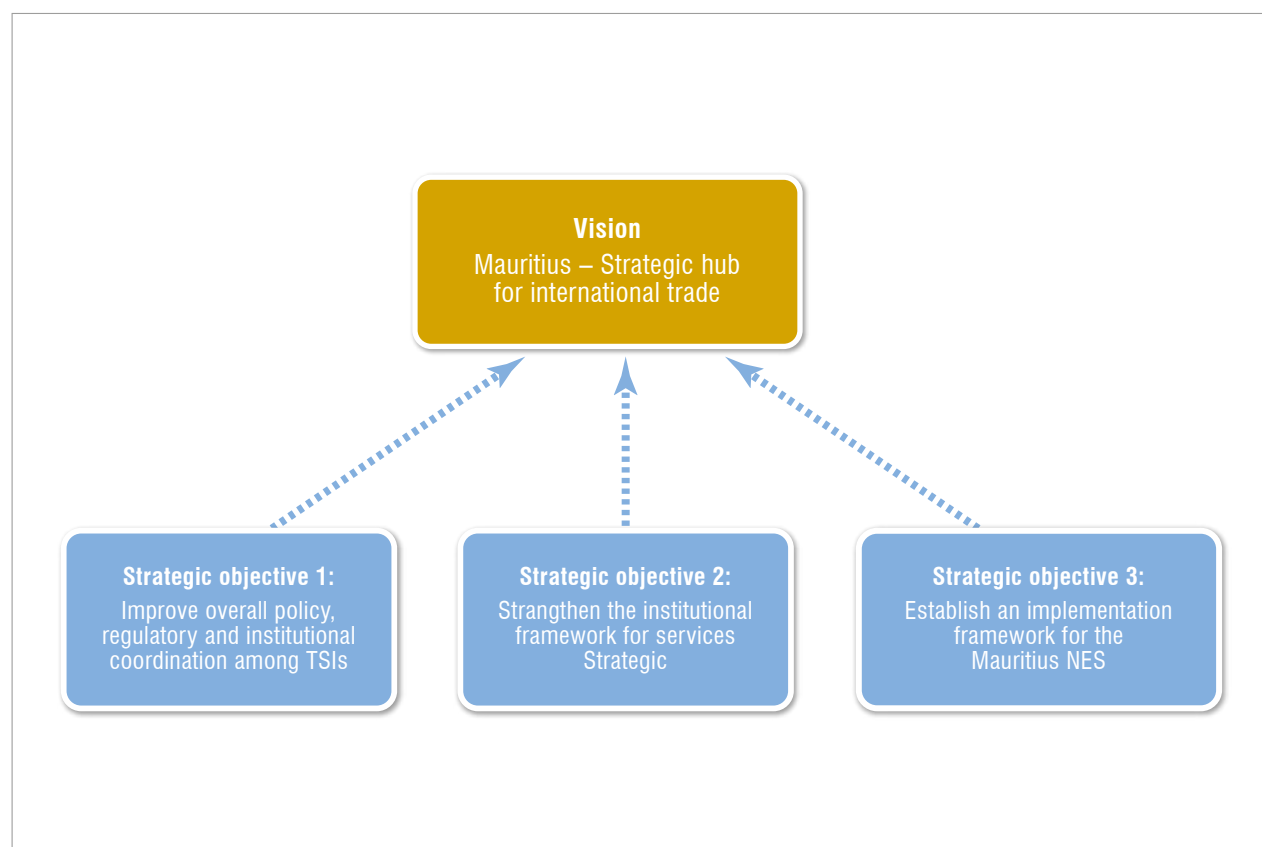 Vision
Mauritius – Strategic hub
for international trade
Strategic objective 1:
Improve overall policy,
regulatory and institutional
coordination among TSIs
Strategic objective 2:
Strangthen the institutional
framework for services
Strategic
Strategic objective 3:
Establish an implementation
framework for the
Mauritius NES